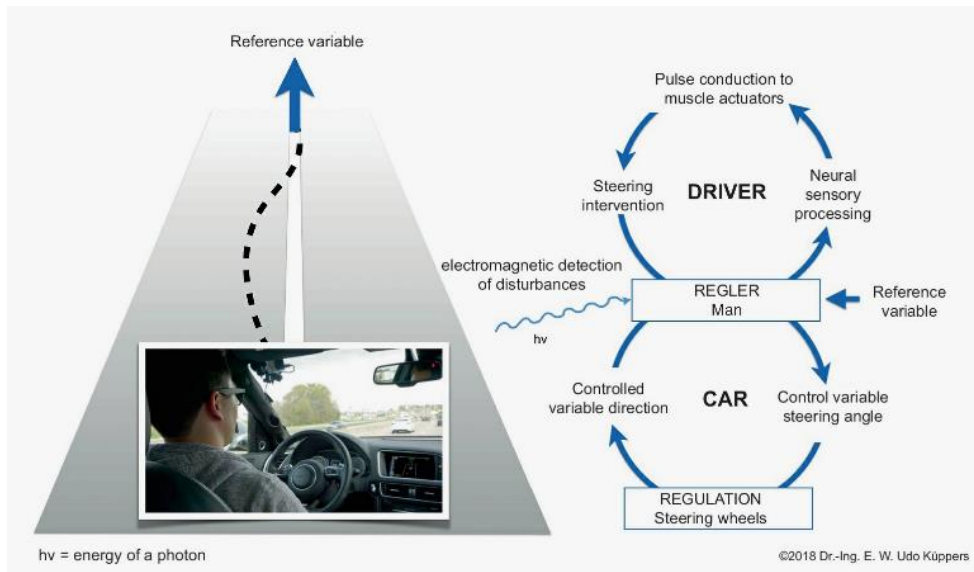 Reference variable
Pulse conduction to
muscle actuators
Steering
intervention
DRIVER
Neural
sensory
processing
electromagnetic detection
of disturbances
hv
REGLER
Man
Reference
variable
Controlled
variable direction
CAR
Control variable
steering angle
REGULATION
Steering wheels
hv = energy of a photon
©2018 Dr.-Ing. E. W. Udo Küppers